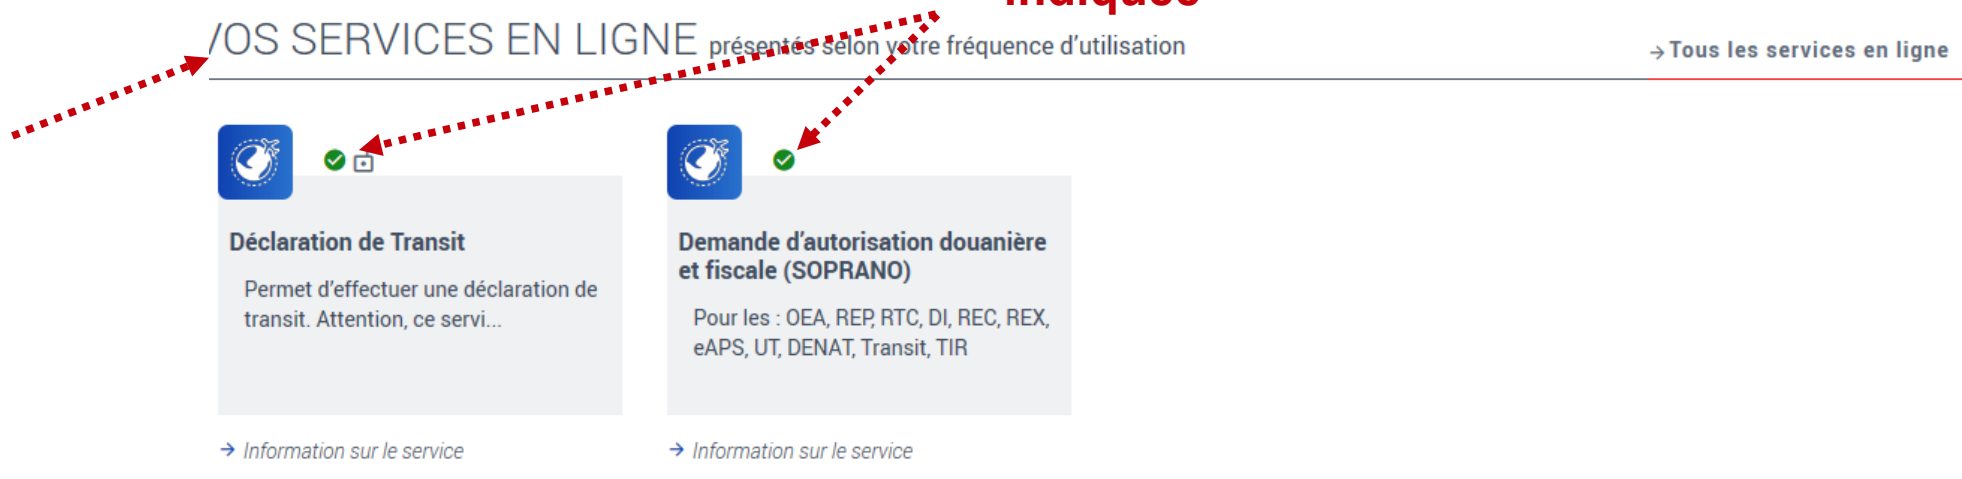 indiqués
VOS SERVICES EN LIGNE présentés selon votre fréquence d'utilisation
→Tous les services en ligne
Déclaration de Transit
Permet d'effectuer une déclaration de
transit. Attention, ce servi...
→ Information sur le service
Demande d'autorisation douanière
et fiscale (SOPRANO)
Pour les : OEA, REP, RTC, DI, REC, REX,
eAPS, UT, DENAT, Transit, TIR
→ Information sur le service